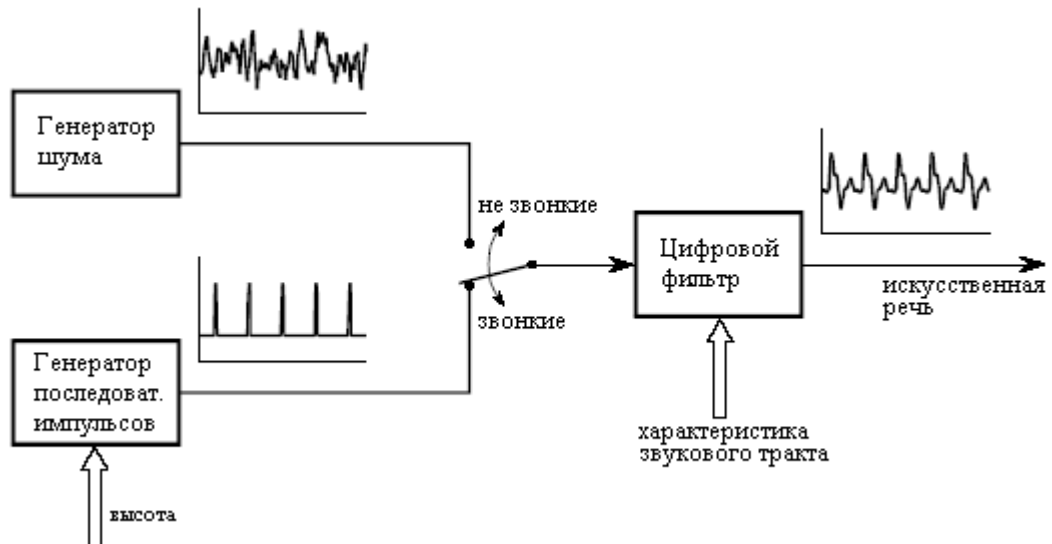 Генератор
шума
не звонкие
звонкие
Генератор
последоват.
импульсов
высота
Цифровой
фильтр
характеристика
звукового тракта
искусственная
речь